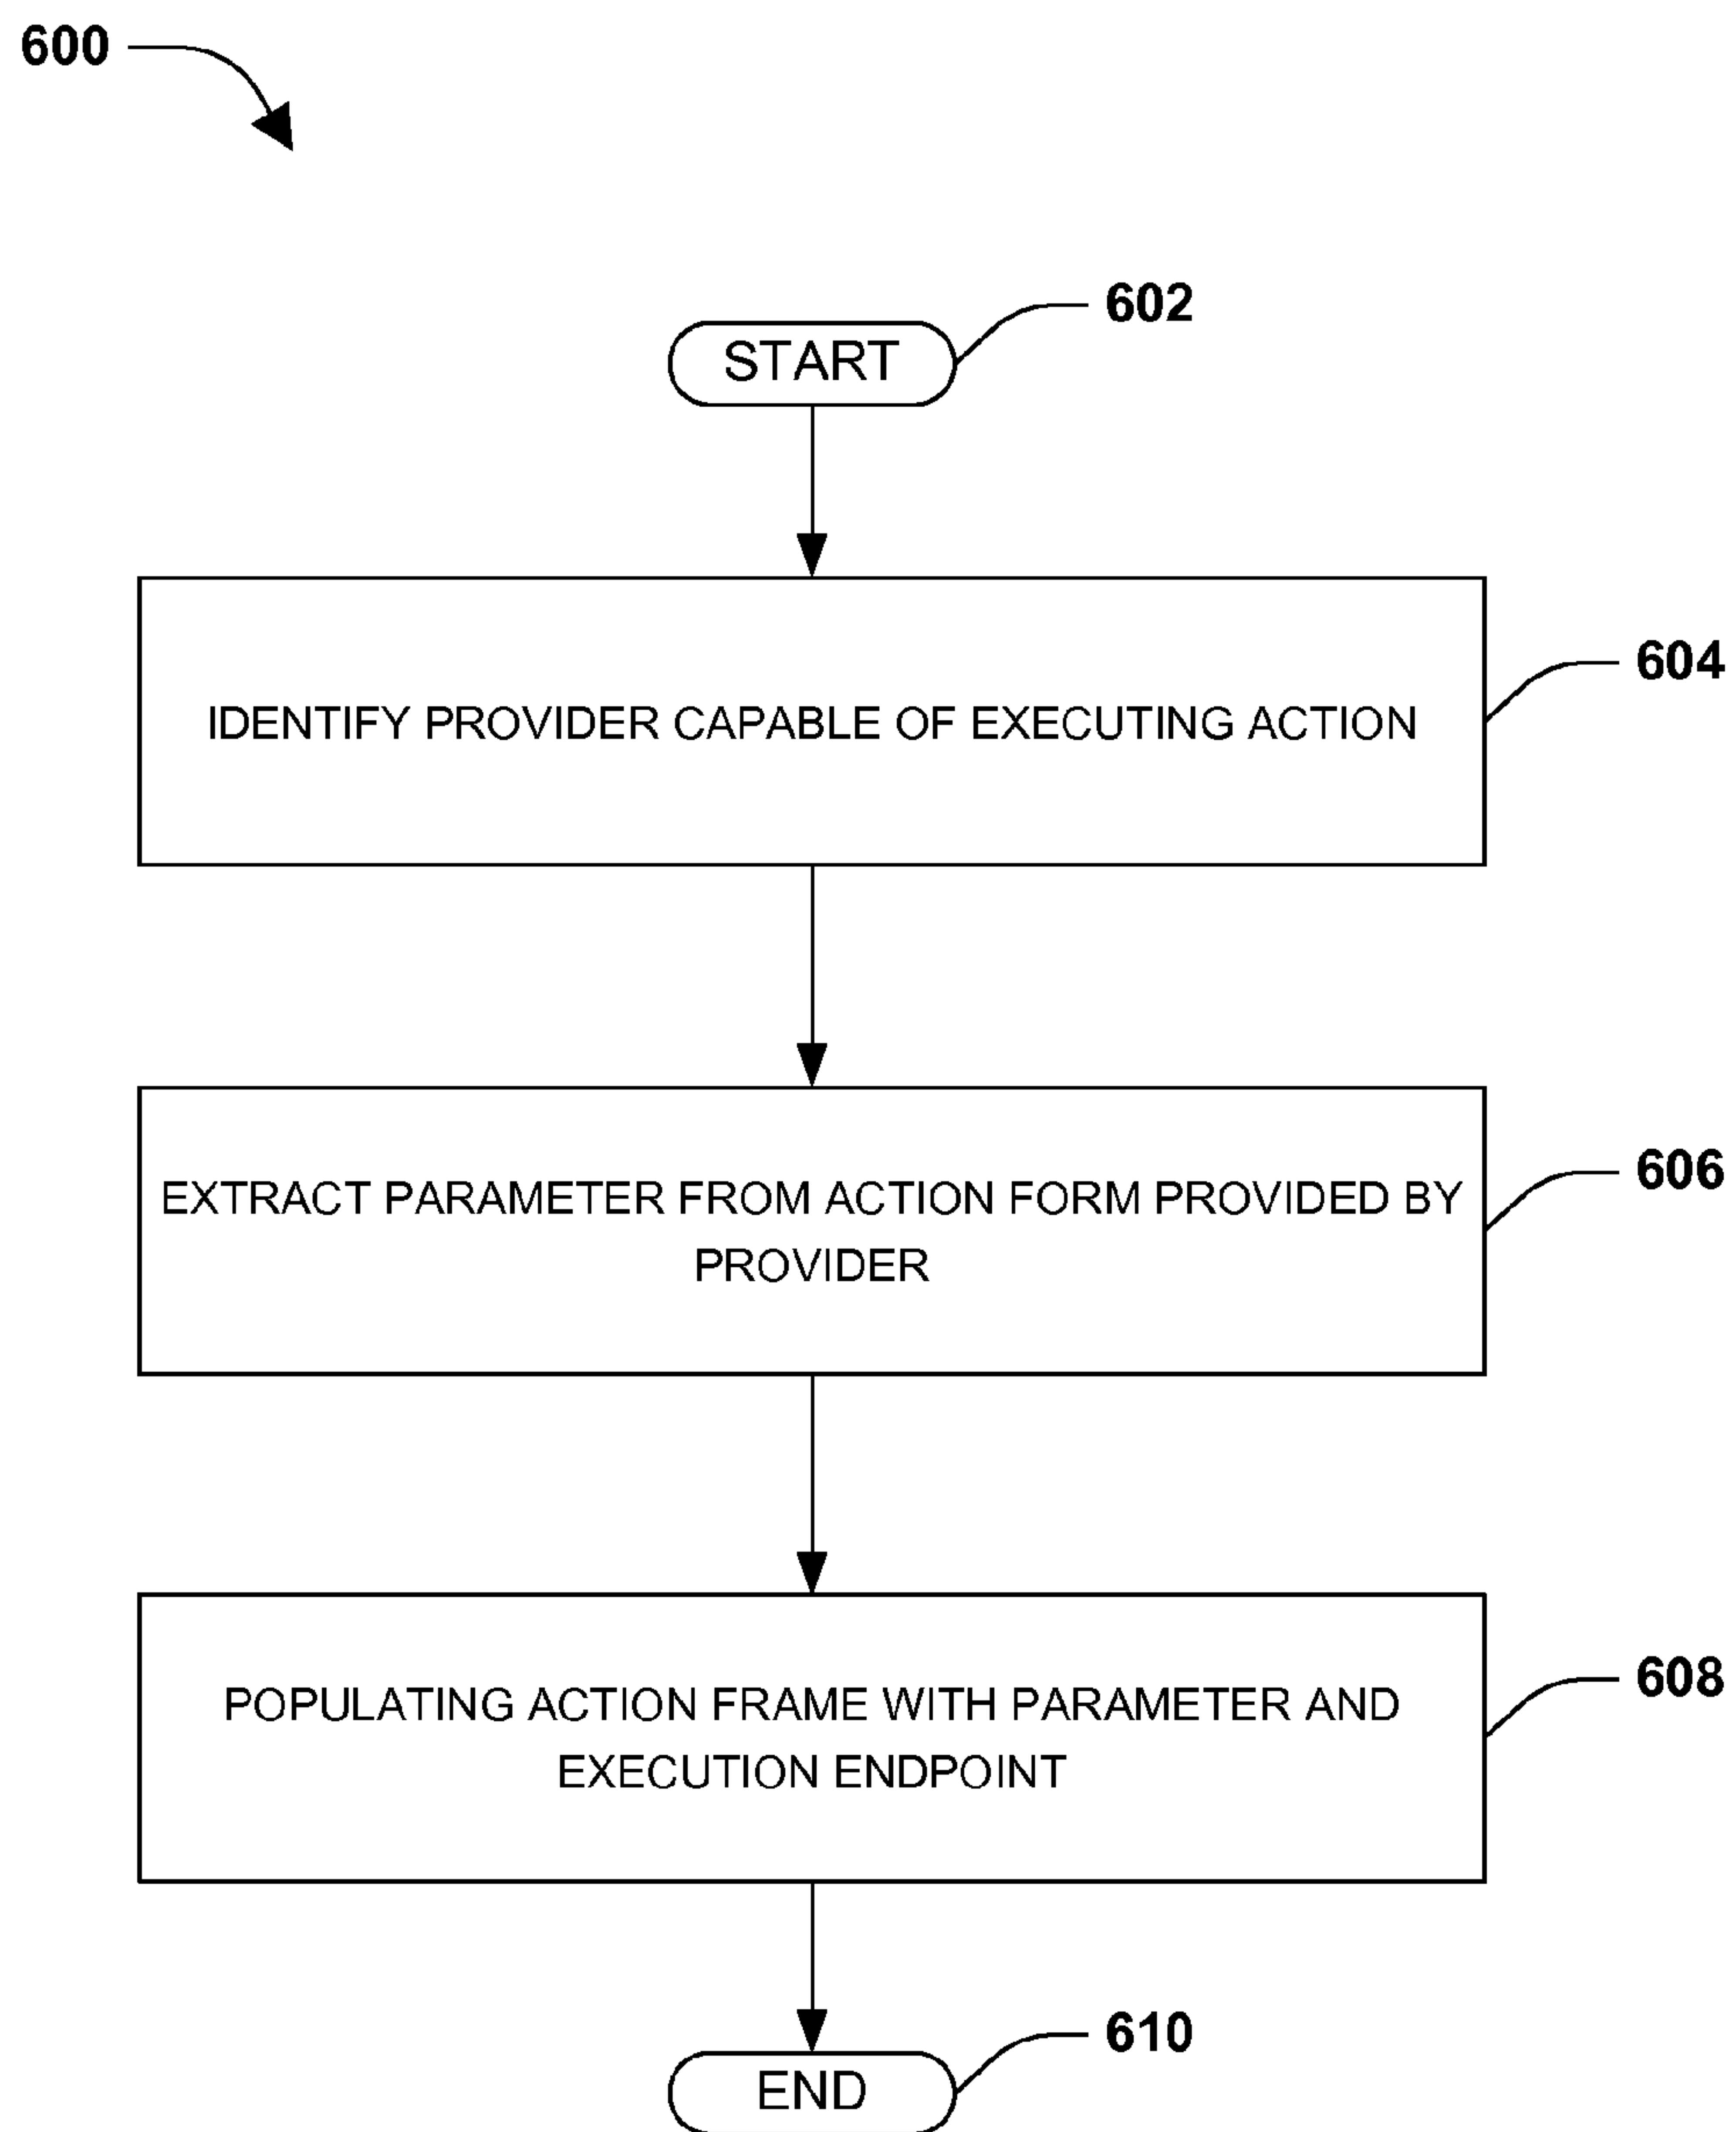 600
602
START
604
IDENTIFY PROVIDER CAPABLE OF EXECUTING ACTION
606
EXTRACT PARAMETER FROM ACTION FORM PROVIDED BY
PROVIDER
608
POPULATING ACTION FRAME WITH PARAMETER AND
EXECUTION ENDPOINT
610
END